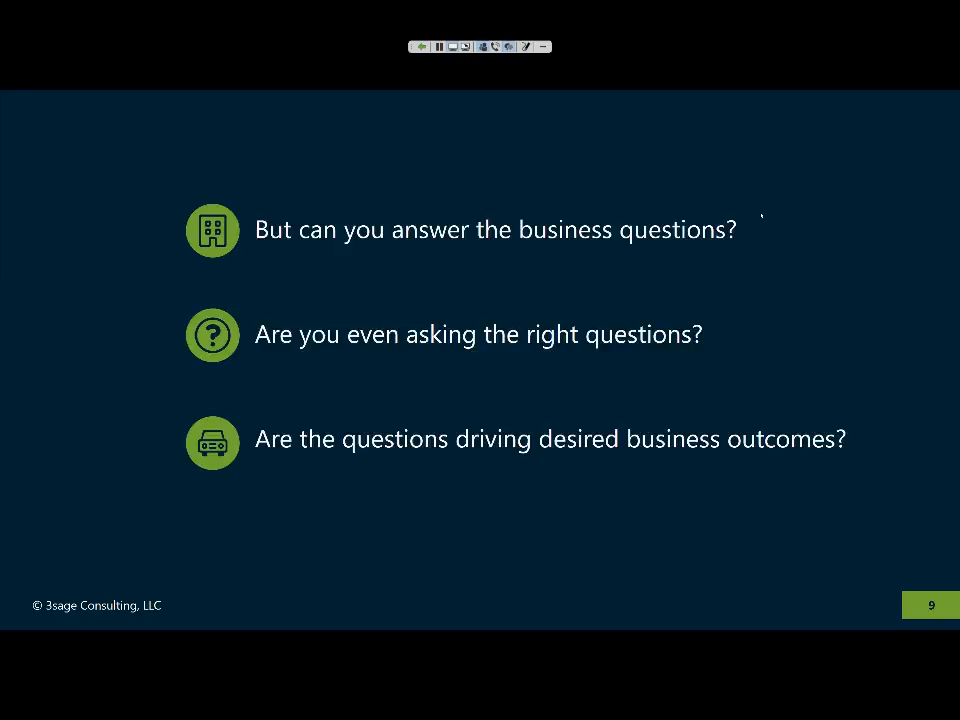 But can you answer the business questions?
Are you even asking the right questions?
Are the questions driving desired business outcomes?
© 3sage Consulting, LLC
9